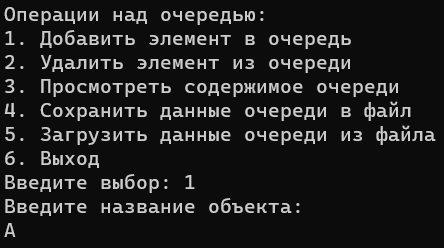 Операции над очередью:
1. Добавить элемент в очередь
2. Удалить элемент из очереди
3. Просмотреть содержимое очереди
4. Сохранить данные очереди в файл
5. Загрузить данные очереди из файла
6. Выход
Введите выбор: 1
Введите название объекта:
А